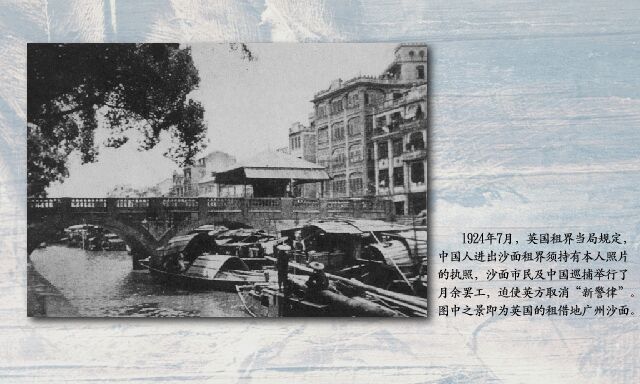 1924年7月，英国租界当局规定，
中国人进出沙面租界须持有本人照片
的执照，沙面市民及中国巡捕举行了
月余罢工，迫使英方取消“新警律”。
图中之景即为英国的租借地广州沙面。